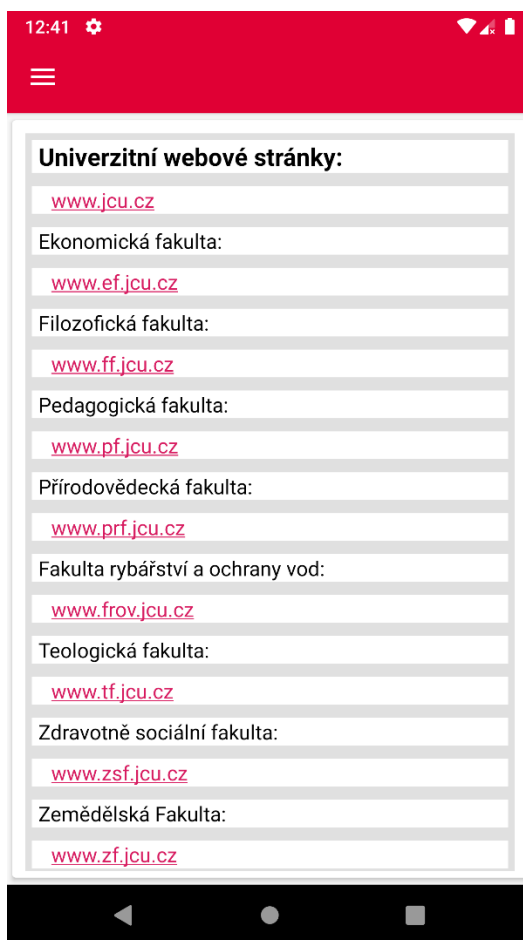 12:41
Univerzitní webové stránky:
www.jcu.cz
Ekonomická fakulta:
www.ef.jcu.cz
Filozofická fakulta:
www.ff.jcu.cz
Pedagogická fakulta:
www.pf.jcu.cz
Přírodovědecká fakulta:
www.prf.jcu.cz
Fakulta rybářství a ochrany vod:
www.frov.jcu.cz
Teologická fakulta:
www.tf.jcu.cz
Zdravotně sociální fakulta:
www.zsf.jcu.cz
Zemědělská Fakulta:
www.zf.jcu.cz